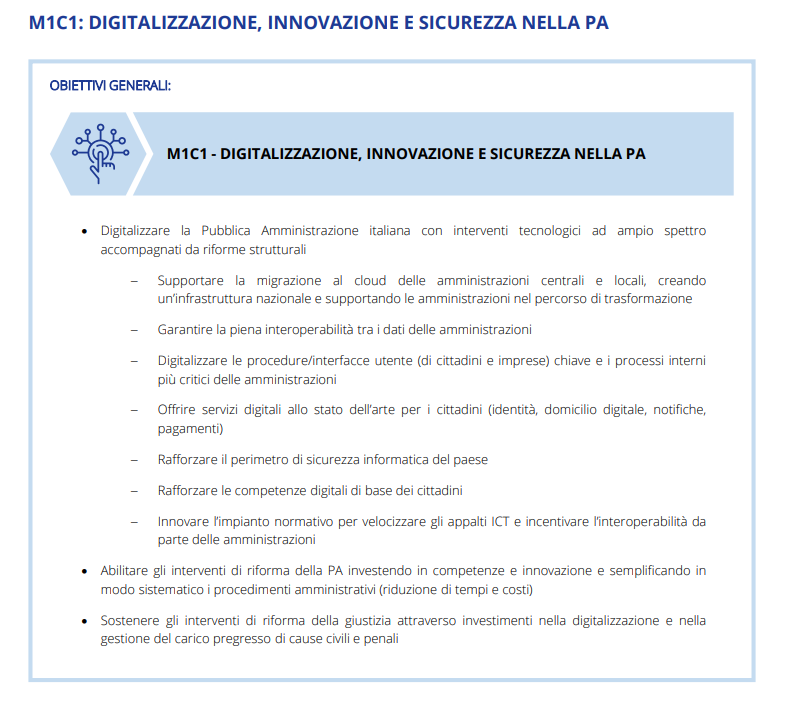 M1C1: DIGITALIZZAZIONE, INNOVAZIONE E SICUREZZA NELLA PA
OBIETTIVI GENERALI:
M1C1 - DIGITALIZZAZIONE, INNOVAZIONE E SICUREZZA NELLA PA
• Digitalizzare la Pubblica Amministrazione italiana con interventi tecnologici ad ampio spettro
accompagnati da riforme strutturali
– Supportare la migrazione al cloud delle amministrazioni centrali e locali, creando
un’infrastruttura nazionale e supportando le amministrazioni nel percorso di trasformazione
– Garantire la piena interoperabilità tra i dati delle amministrazioni
– Digitalizzare le procedure/interfacce utente (di cittadini e imprese) chiave e i processi interni
più critici delle amministrazioni
– Offrire servizi digitali allo stato dell’arte per i cittadini (identità, domicilio digitale, notifiche,
pagamenti)
– Rafforzare il perimetro di sicurezza informatica del paese
– Rafforzare le competenze digitali di base dei cittadini
– Innovare l’impianto normativo per velocizzare gli appalti ICT e incentivare l’interoperabilità da
parte delle amministrazioni
• Abilitare gli interventi di riforma della PA investendo in competenze e innovazione e semplificando in
modo sistematico i procedimenti amministrativi (riduzione di tempi e costi)
• Sostenere gli interventi di riforma della giustizia attraverso investimenti nella digitalizzazione e nella
gestione del carico pregresso di cause civili e penali